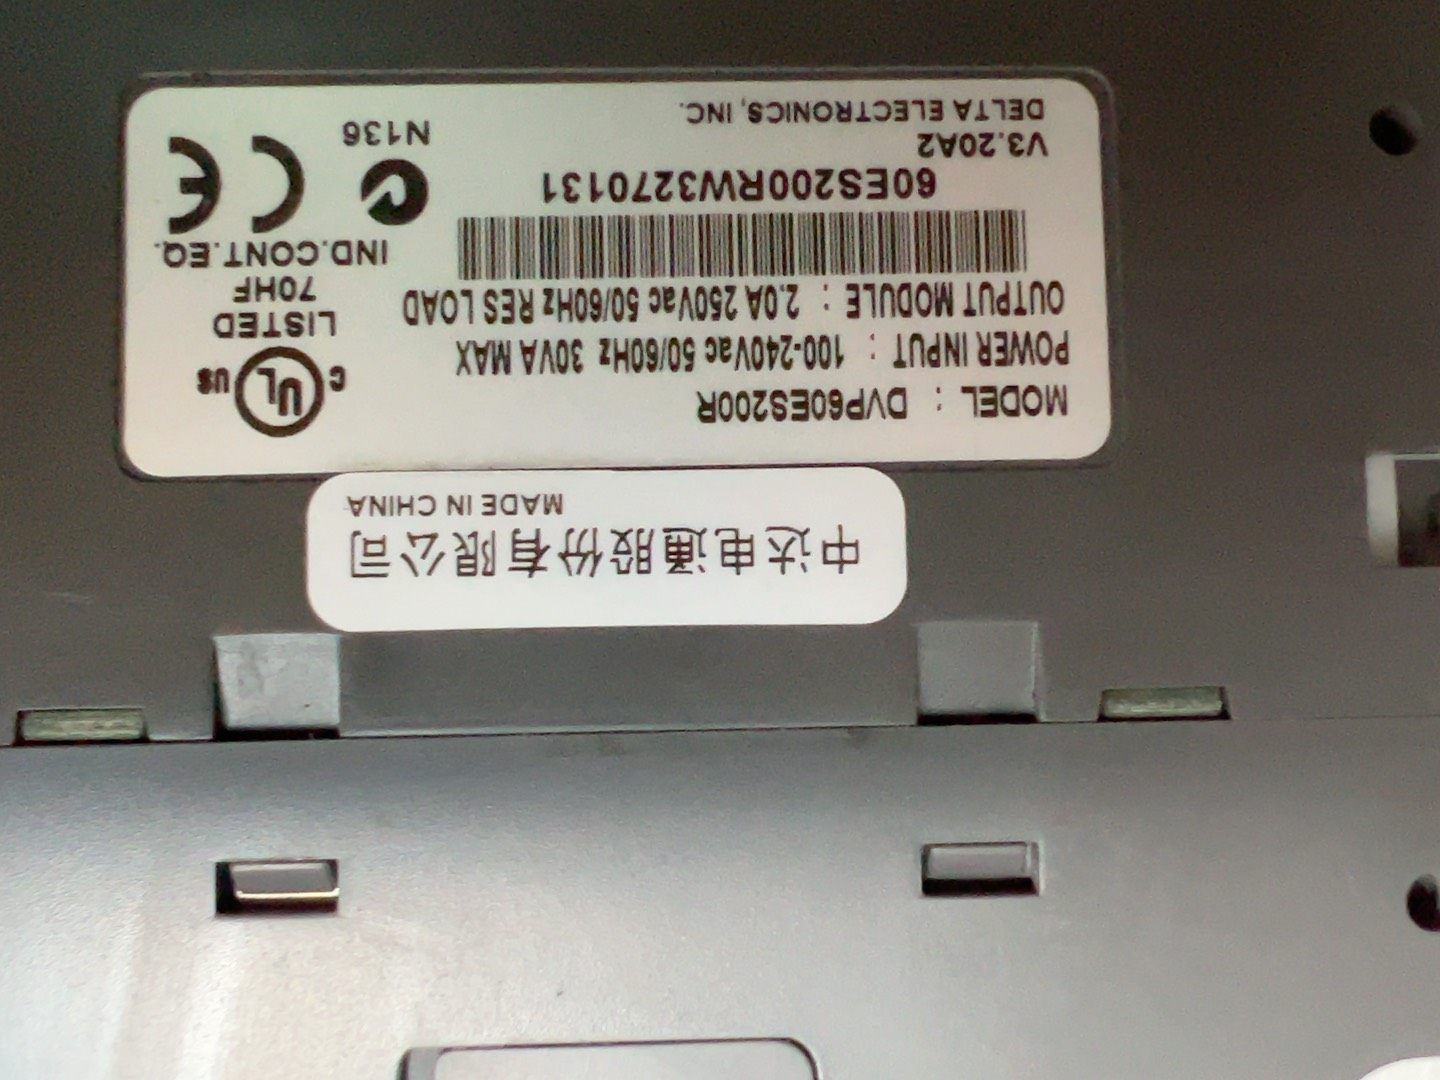 中达电通股份有限公司
MADE IN CHINA
MODEL : DVP60ES200R
POWER INPUT : 100-240Vac 50/60Hz 30VA MAX
OUTPUT MODULE : 2.0A 250Vac 50/60Hz RES LOAD
60ES200RW3270131
V3.20A2
DELTA ELECTRONICS, INC.
C UL US
LISTED
70HF
IND.CONT.EQ.
CE
N136